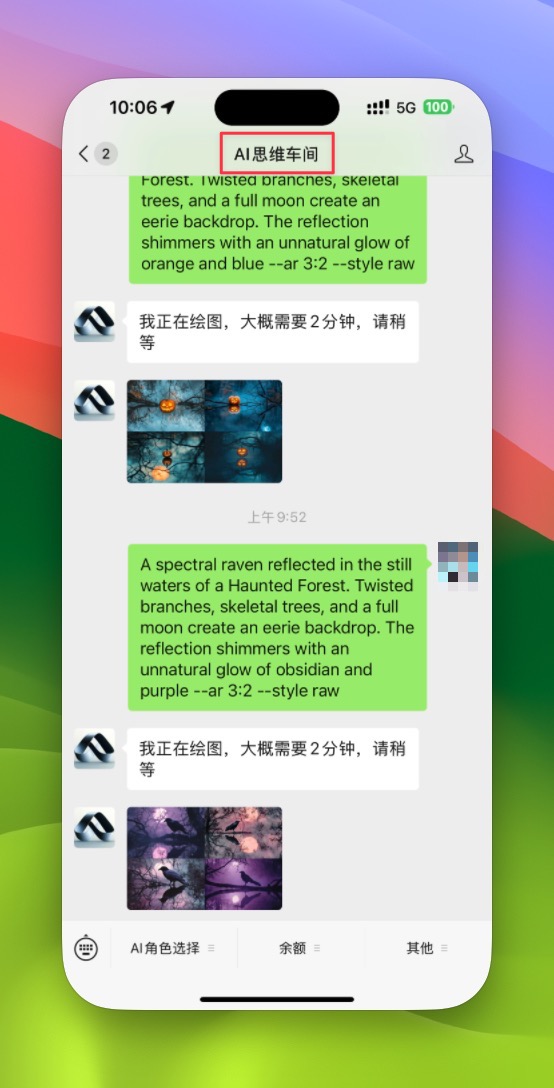 10:06
5G
100
2
AI思维车间
Forest. Twisted branches, skeletal
trees, and a full moon create an
eerie backdrop. The reflection
shimmers with an unnatural glow of
orange and blue --ar 3:2 --style raw
我正在绘图，大概需要2分钟，请稍
等
上午9:52
A spectral raven reflected in the still
waters of a Haunted Forest. Twisted
branches, skeletal trees, and a full
moon create an eerie backdrop. The
reflection shimmers with an
unnatural glow of obsidian and
purple --ar 3:2 --style raw
我正在绘图，大概需要2分钟，请稍
等
AI角色选择
余额
其他